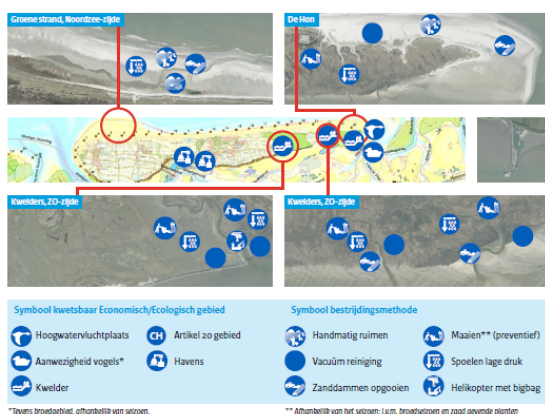 Groene strand, Noordzee-zijde
De Hon
Kwelders, ZO-zijde
Kwelders, ZO-zijde
Symbool kwetsbaar Economisch/Ecologisch gebied
Hoogwatervluchtplaats
CH Artikel 20 gebied
Aanwezigheid vogels*
Havens
Kwelder
Symbool bestrijdingsmethode
Handmatig ruimen
Maaien** (preventief)
Vacuüm reiniging
Spoelen lage druk
Zanddammen opgooien
Helikopter met bigbag
*Tevens broedgebied, afhankelijk van seizoen.
** Afhankelijk van het seizoen: i.v.m. broedseizoen en zaad gevende planten